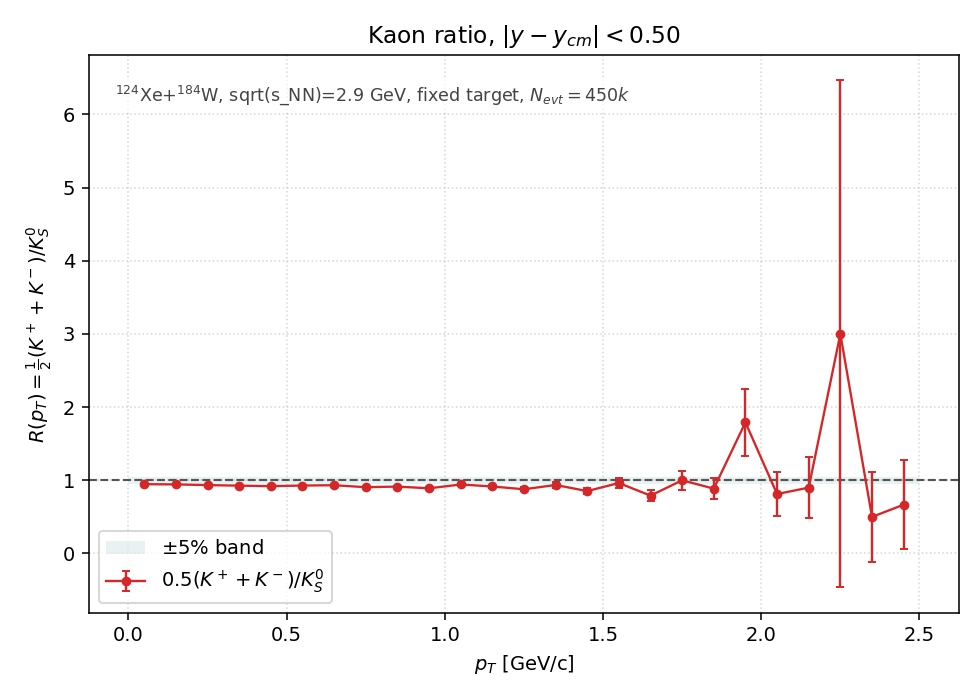 Kaon ratio, |y − y_cm| < 0.50
¹²⁴Xe+¹⁸⁴W, sqrt(s_NN)=2.9 GeV, fixed target, N_evt = 450k
R(p_T) = ½(K⁺ + K⁻)/K⁰_S
6
5
4
3
2
1
0
±5% band
0.5(K⁺ + K⁻)/K⁰_S
0.0 0.5 1.0 1.5 2.0 2.5
p_T [GeV/c]